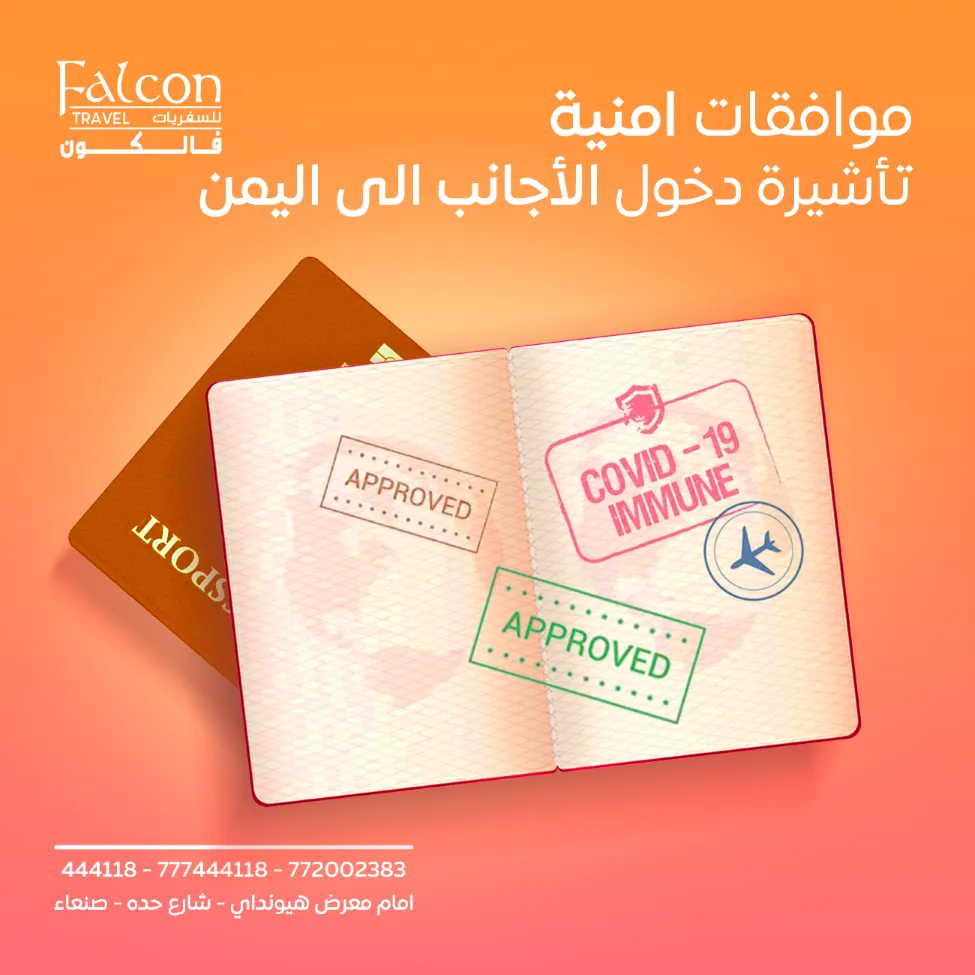 Falcon
TRAVEL للسفريات
فالكون
موافقات امنية
تأشيرة دخول الأجانب الى اليمن
APPROVED
COVID - 19
IMMUNE
APPROVED
444118 - 777444118 - 772002383
امام معرض هيونداي - شارع حده - صنعاء